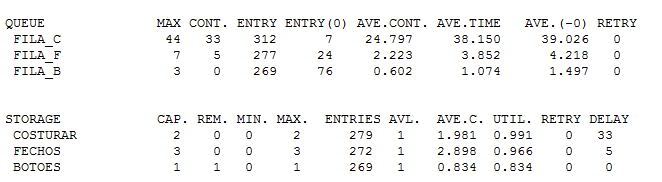 QUEUE MAX CONT. ENTRY ENTRY(0) AVE.CONT. AVE.TIME AVE.(-0) RETRY
FILA_C 44 33 312 7 24.797 38.150 39.026 0
FILA_F 7 5 277 24 2.223 3.852 4.218 0
FILA_B 3 0 269 76 0.602 1.074 1.497 0
STORAGE CAP. REM. MIN. MAX. ENTRIES AVL. AVE.C. UTIL. RETRY DELAY
COSTURAR 2 0 0 2 279 1 1.981 0.991 0 33
FECHOS 3 0 0 3 272 1 2.898 0.966 0 5
BOTOES 1 1 0 1 269 1 0.834 0.834 0 0